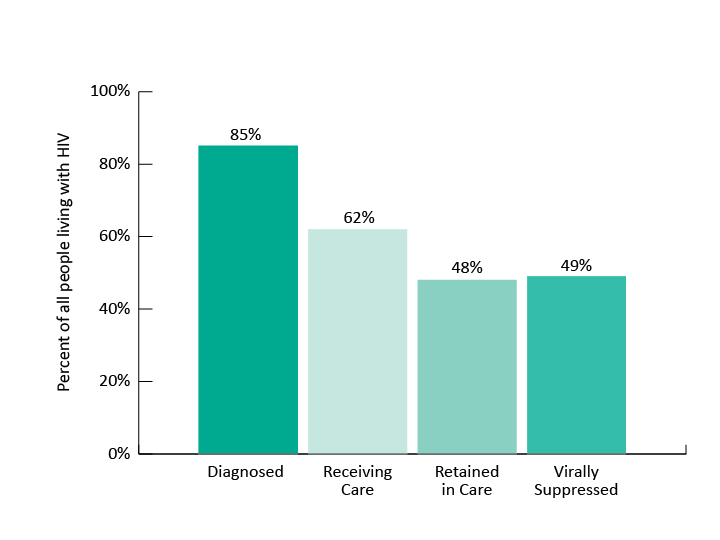 Percent of all people living with HIV
100%
80%
60%
40%
20%
0%
85%
62%
48%
49%
Diagnosed
Receiving
Care
Retained
in Care
Virally
Suppressed